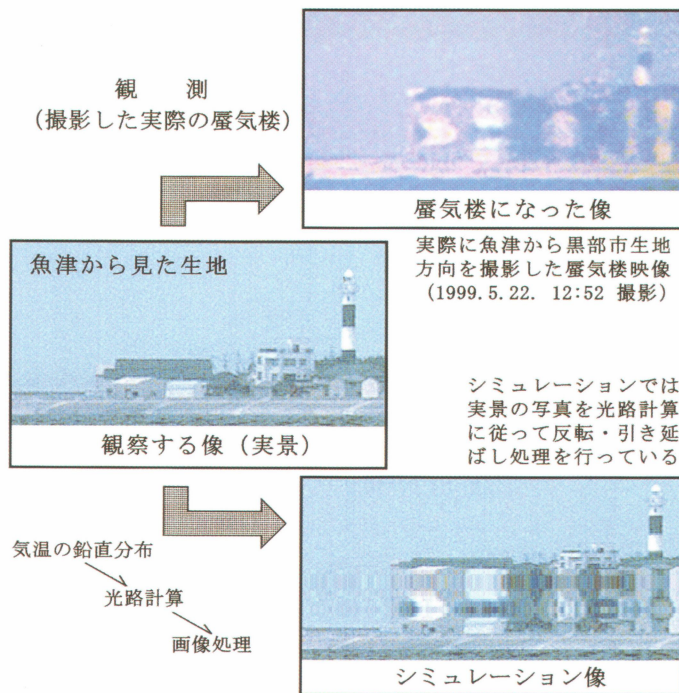 観　測
(撮影した実際の蜃気楼)
蜃気楼になった像
実際に魚津から黒部市生地
方向を撮影した蜃気楼映像
(1999.5.22. 12:52 撮影)
魚津から見た生地
観察する像（実景）
シミュレーションでは
実景の写真を光路計算
に従って反転・引き延
ばし処理を行っている
気温の鉛直分布
光路計算
画像処理
シミュレーション像